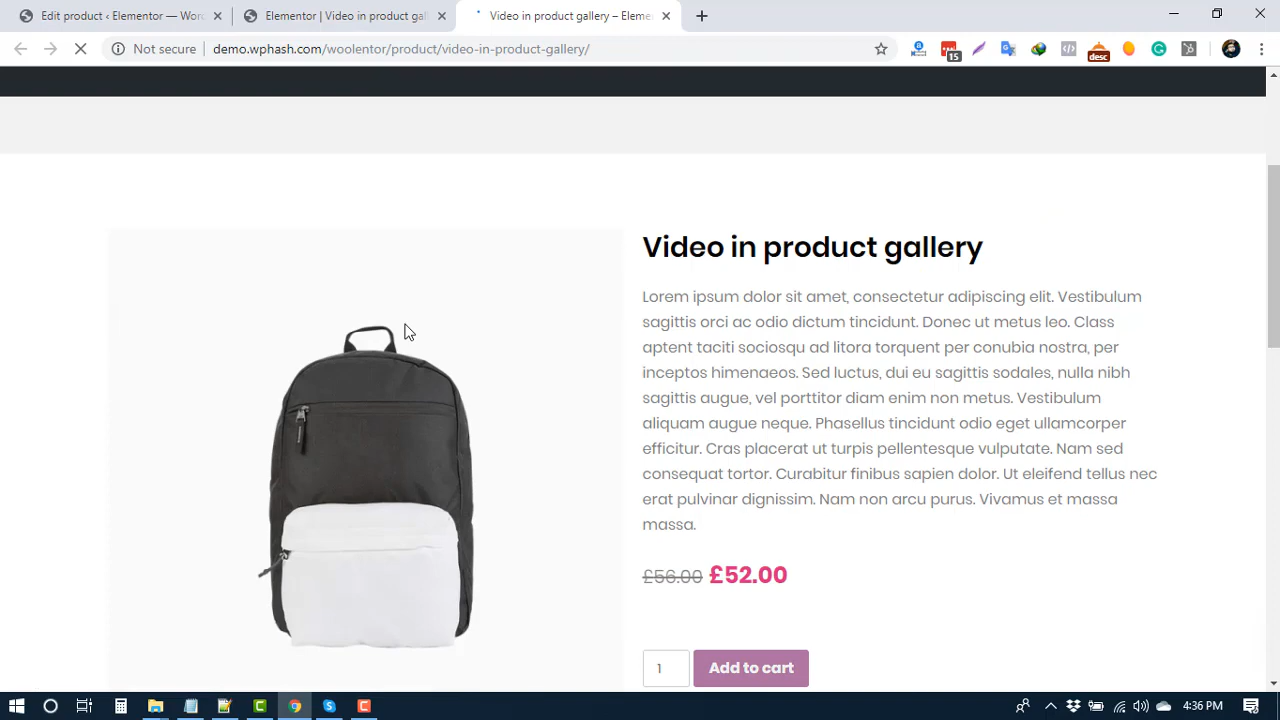 Edit product ‹ Elementor — Wor
Elementor | Video in product gal
Video in product gallery – Eleme
Not secure
demo.wphash.com/woolentor/product/video-in-product-gallery/
15
desc
Video in product gallery
Lorem ipsum dolor sit amet, consectetur adipiscing elit. Vestibulum
sagittis orci ac odio dictum tincidunt. Donec ut metus leo. Class
aptent taciti sociosqu ad litora torquent per conubia nostra, per
inceptos himenaeos. Sed luctus, dui eu sagittis sodales, nulla nibh
sagittis augue, vel porttitor diam enim non metus. Vestibulum
aliquam augue neque. Phasellus tincidunt odio eget ullamcorper
efficitur. Cras placerat ut turpis pellentesque vulputate. Nam sed
consequat tortor. Curabitur finibus sapien dolor. Ut eleifend tellus nec
erat pulvinar dignissim. Nam non arcu purus. Vivamus et massa
massa.
£56.00 £52.00
1
Add to cart
4:36 PM